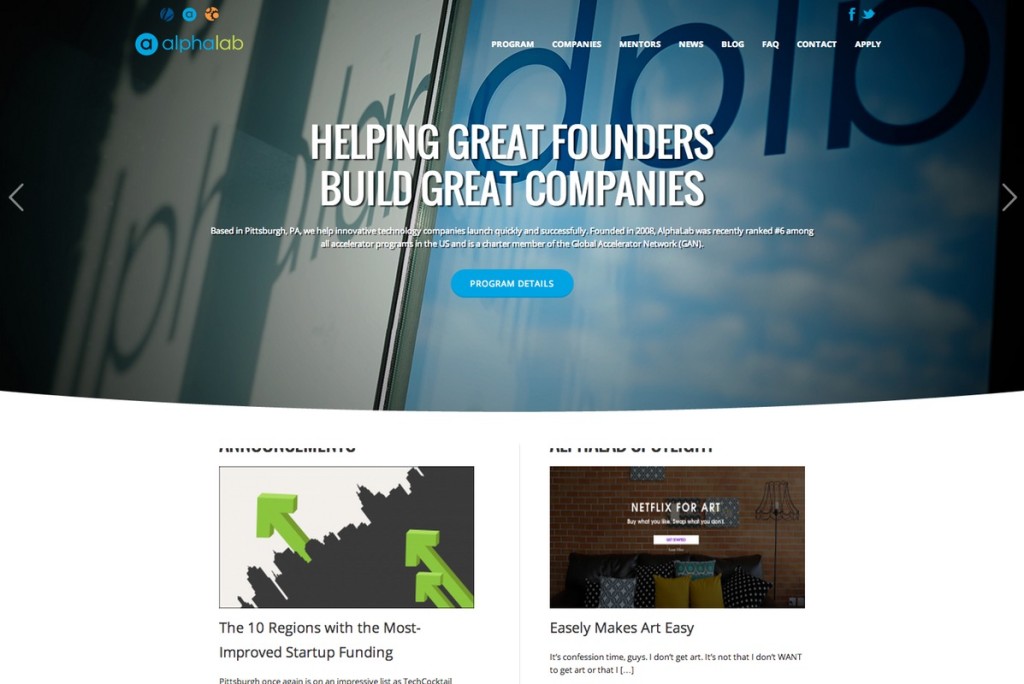 alphalab
PROGRAM COMPANIES MENTORS NEWS BLOG FAQ CONTACT APPLY
HELPING GREAT FOUNDERS
BUILD GREAT COMPANIES
Based in Pittsburgh, PA, we help innovative technology companies launch quickly and successfully. Founded in 2008, AlphaLab was recently ranked #6 among
all accelerator programs in the US and is a charter member of the Global Accelerator Network (GAN).
PROGRAM DETAILS
ANNOUNCEMENTS
ALPHALAB SPOTLIGHT
NETFLIX FOR ART
Buy what you like. Swap what you don't.
The 10 Regions with the Most-
Improved Startup Funding
Pittsburgh once again is on an impressive list as TechCocktail
Easely Makes Art Easy
It's confession time, guys. I don't get art. It's not that I don't WANT
to get art or that I […]